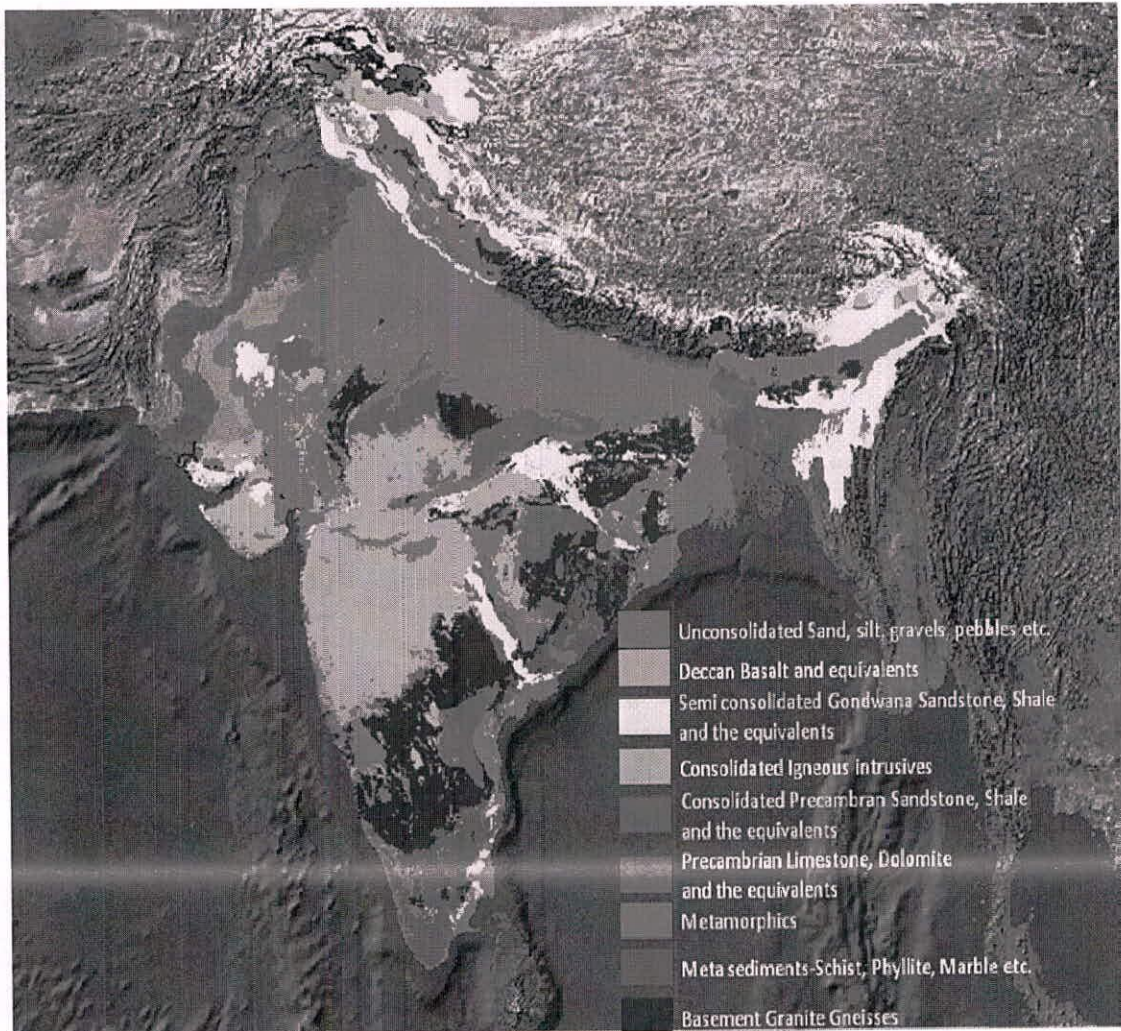 Unconsolidated Sand, silt, gravels, pebbles etc.
Deccan Basalt and equivalents
Semi consolidated Gondwana Sandstone, Shale
and the equivalents
Consolidated Igneous intrusives
Consolidated Precambran Sandstone, Shale
and the equivalents
Precambrian Limestone, Dolomite
and the equivalents
Metamorphics
Meta sediments-Schist, Phyllite, Marble etc.
Basement Granite Gneisses